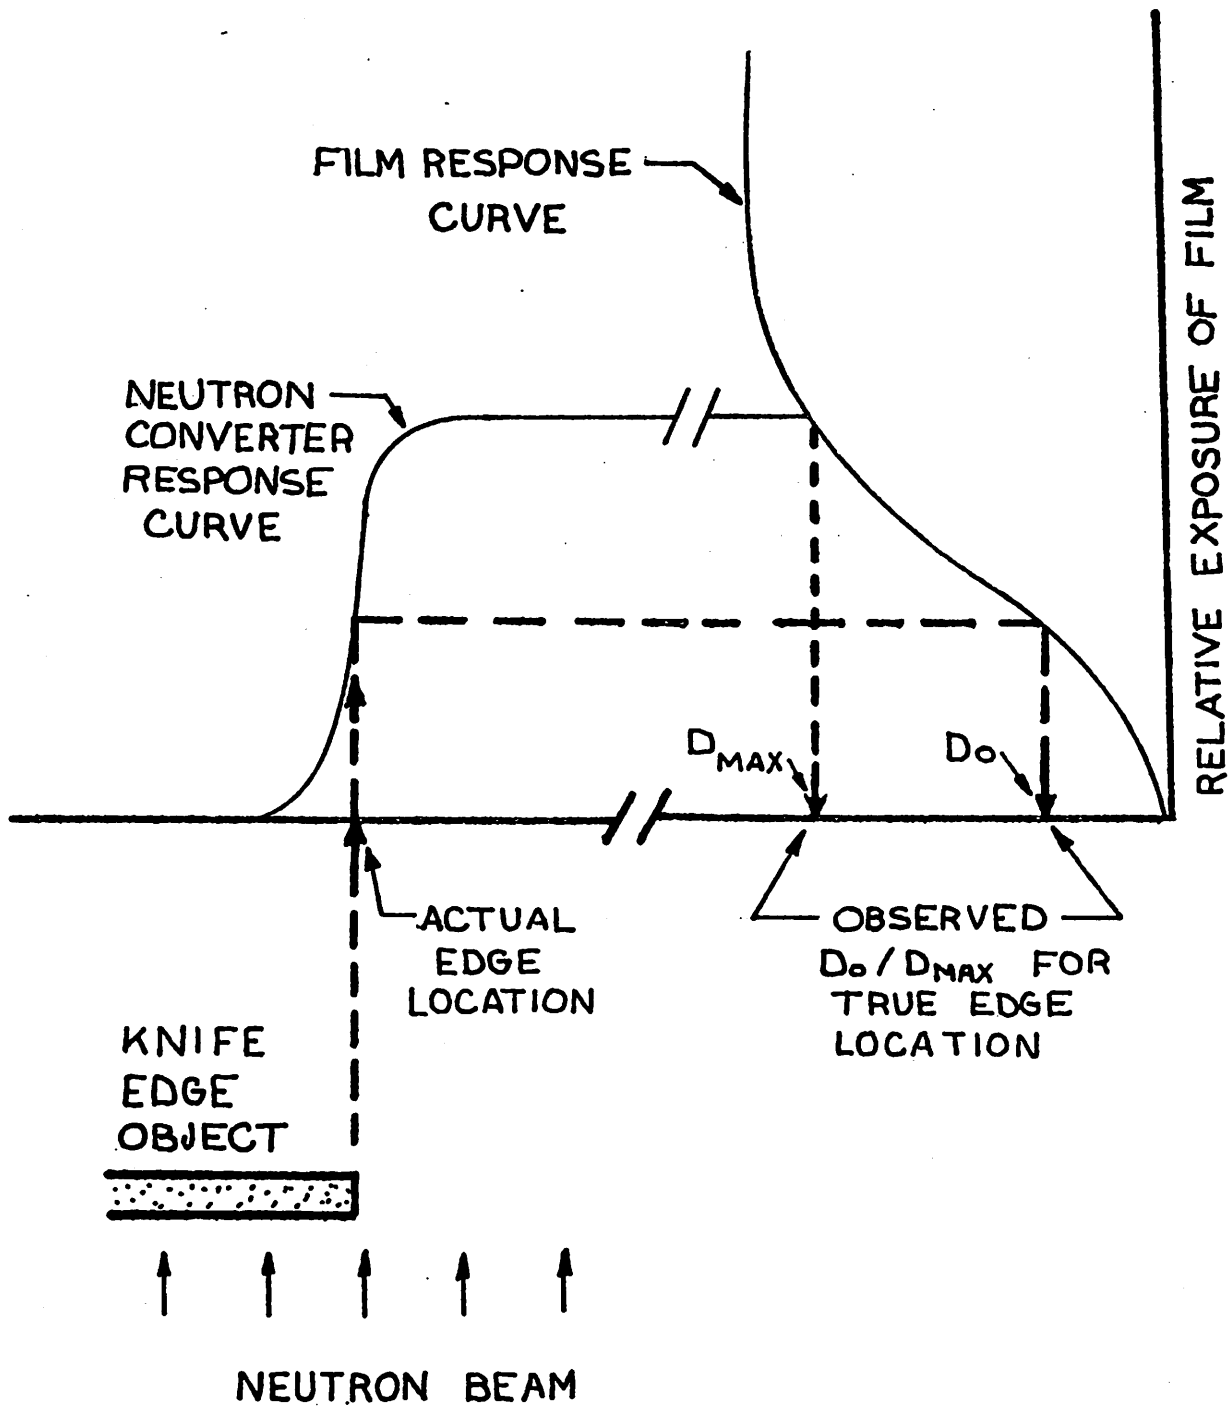 FILM RESPONSE
CURVE
NEUTRON
CONVERTER
RESPONSE
CURVE
RELATIVE EXPOSURE OF FILM
DMAX
Do
ACTUAL
EDGE
LOCATION
OBSERVED
Do/DMAX FOR
TRUE EDGE
LOCATION
KNIFE
EDGE
OBJECT
NEUTRON BEAM